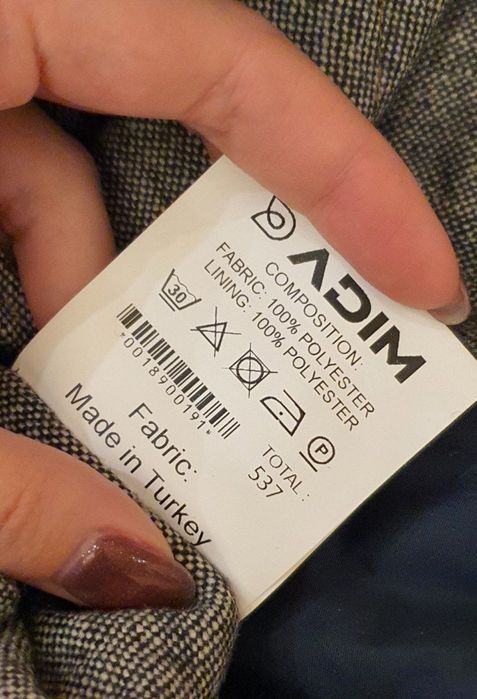 ADIM
COMPOSITION:
FABRIC: 100% POLYESTER
LINING: 100% POLYESTER
30
P
*0018900191*
TOTAL:
537
Fabric:
Made in Turkey